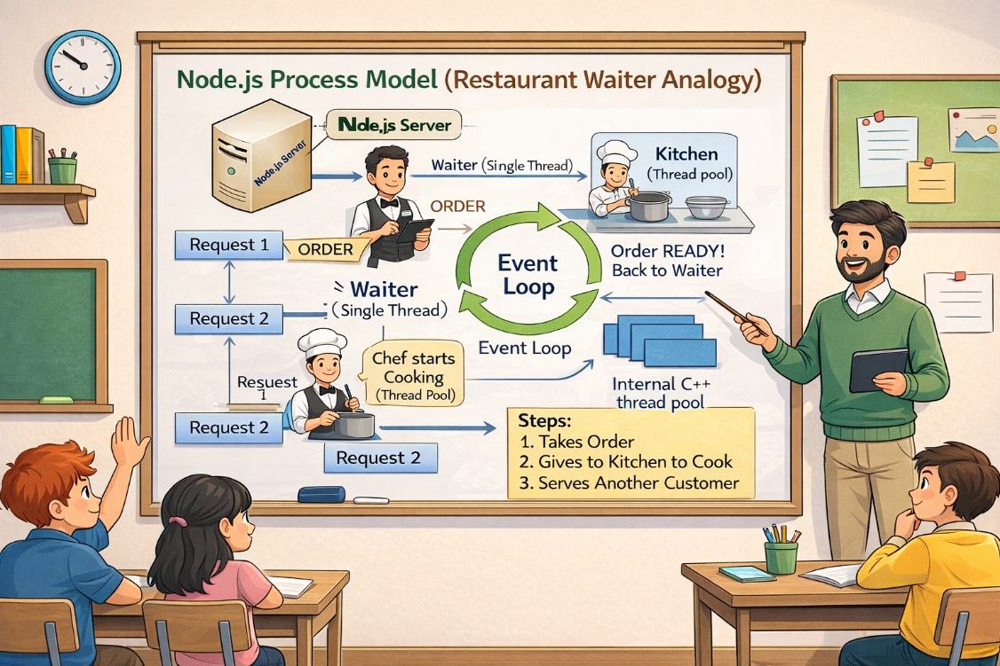 Node.js Process Model (Restaurant Waiter Analogy)
Nde.js Server
Node.js Server
Waiter (Single Thread)
Kitchen
(Thread pool)
ORDER
Request 1
ORDER
Event
Loop
Order READY!
Back to Waiter
Waiter
(Single Thread)
Request 2
Event Loop
Chef starts
Cooking
(Thread Pool)
Resuest
1
Internal C++
thread pool
Request 2
Request 2
Steps:
1. Takes Order
2. Gives to Kitchen to Cook
3. Serves Another Customer